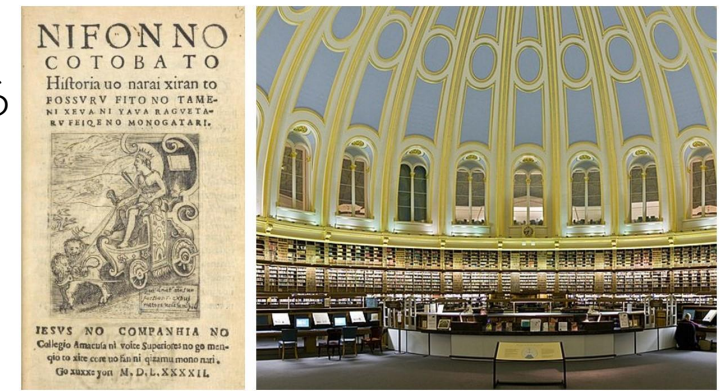 NIFON NO
COTOBA TO
Hiſtoria uo narai xiran to
FOSSVRV FITO NO TAME-
NI XEVA NI YAVA RAGVETA-
RV FEIQE NO MONOGATARI.
IESVS NO COMPANHIA NO
Collegio Amacuſa ni voite Superiores no go men-
qio to xite core uo fan ni qizamu mono nari.
Go xuxxe yori M. D. L. XXXXII.